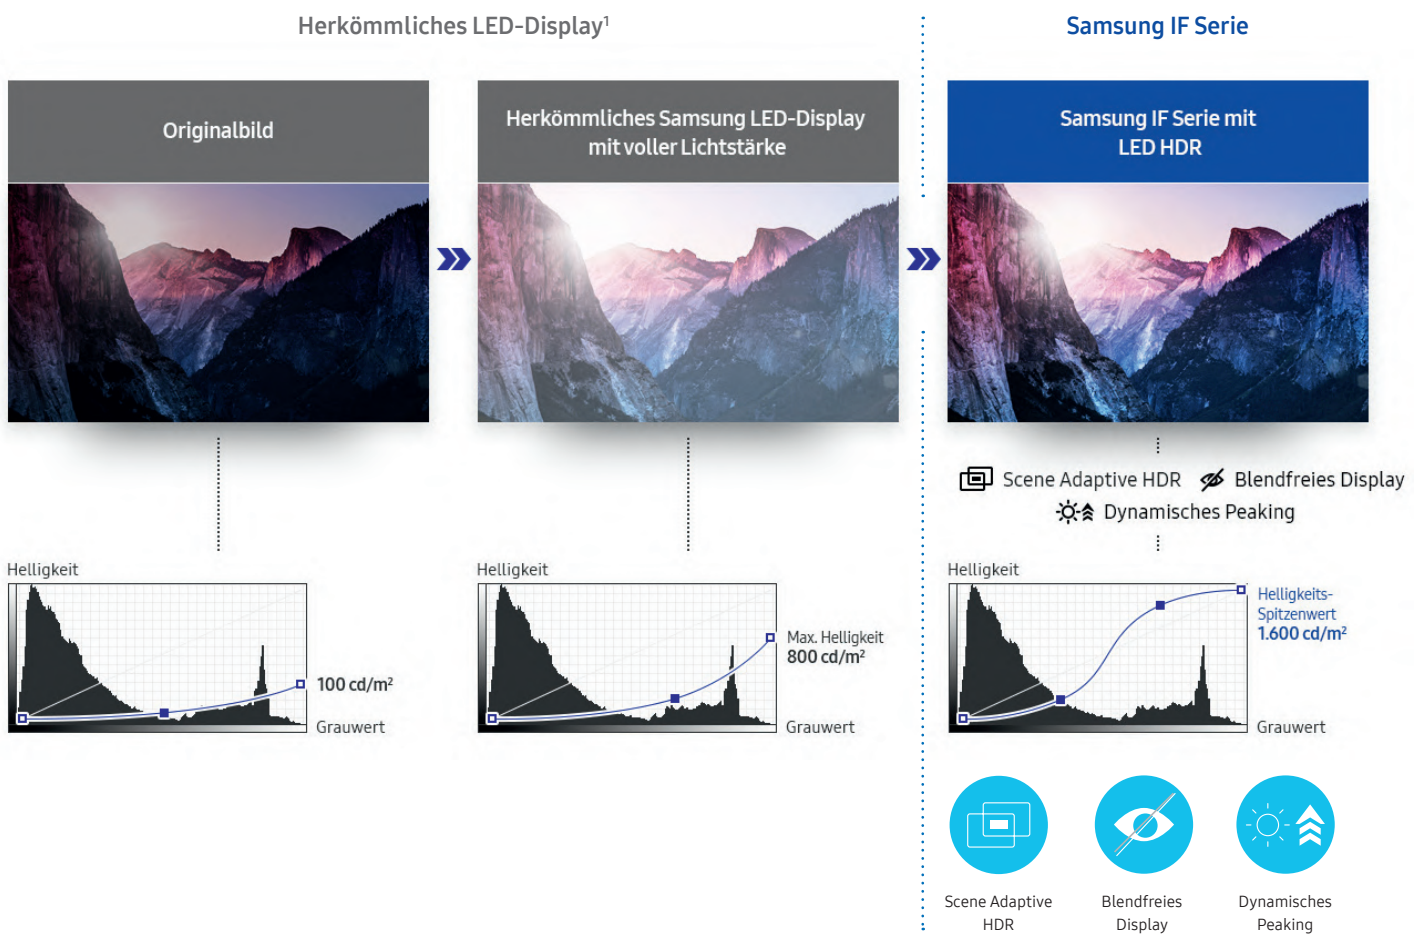 Herkömmliches LED-Display¹
Samsung IF Serie
Originalbild
Herkömmliches Samsung LED-Display
mit voller Lichtstärke
Samsung IF Serie mit
LED HDR
Scene Adaptive HDR
Blendfreies Display
Dynamisches Peaking
Helligkeit
100 cd/m²
Grauwert
Helligkeit
Max. Helligkeit
800 cd/m²
Grauwert
Helligkeit
Helligkeits-
Spitzenwert
1.600 cd/m²
Grauwert
Scene Adaptive
HDR
Blendfreies
Display
Dynamisches
Peaking